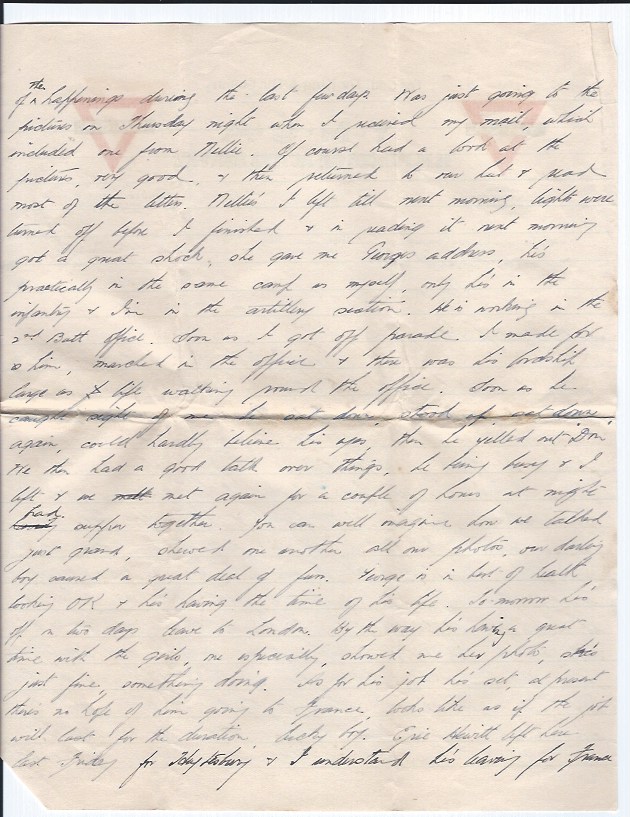 the
of happenings during the last few days. Was just going to the
pictures on Thursday night when I received my mail, which
included one from Nellie. Of course had a look at the
pictures, very good, & then returned to our hut & read
most of the letters. Nellie's I left till next morning, lights were
turned off before I finished & in reading it next morning
got a great shock, she gave me Georges address, he's
practically in the same camp as myself, only he's in the
infantry & I'm in the artillery section. He is working in the
2nd Batt office. Soon as I got off parade I made for
him, marched in the office & there was his lordship
large as life walking round the office. Soon as he
caught sight of me he sat down, stood up, sat down
again, could hardly believe his eyes, then he yelled out Don.
We then had a good talk over things. he being busy & I
left & we met again for a couple of hours at night
had supper together. You can well imagine how we talked
just grand, shewed one another all our photos, our darling
boy caused a great deal of fun. George is in best of health
looking OK & he's having the time of his life. To-morrow he's
off on two days leave to London. By the way he's having a great
time with the girls, one especially, showed me her photo, she's
just fine, something doing. As for his job he's set, at present
theres no hope of him going to France, looks like as if the job
will last for the duration lucky boy. Eric Hewitt left here
last Friday for Heytesbury & I understand he's leaving for France